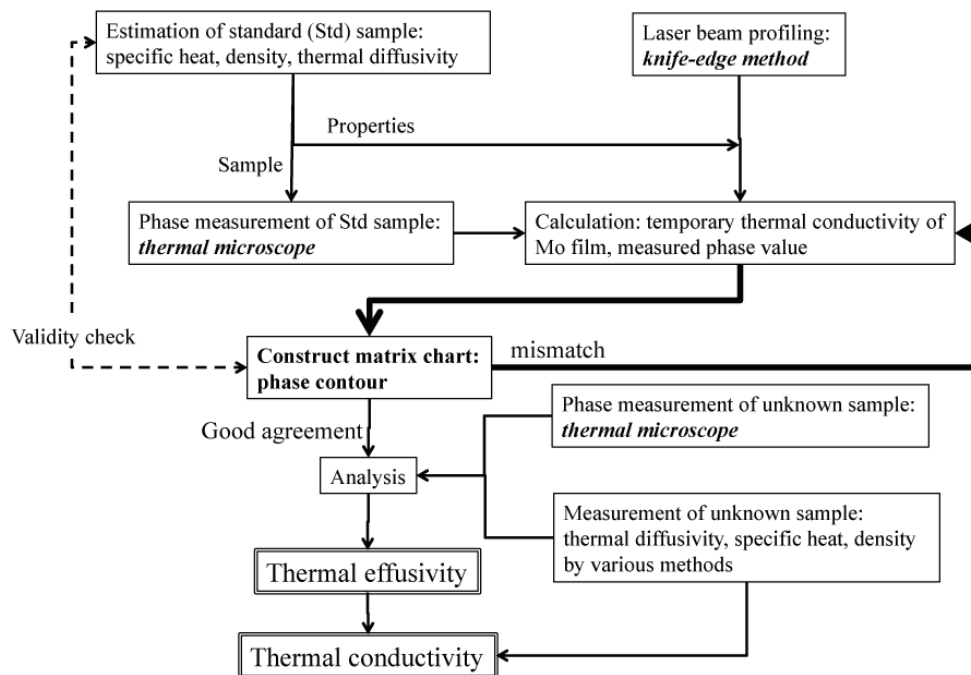 Estimation of standard (Std) sample:
specific heat, density, thermal diffusivity
Laser beam profiling:
knife-edge method
Properties
Sample
Phase measurement of Std sample:
thermal microscope
Calculation: temporary thermal conductivity of
Mo film, measured phase value
Validity check
Construct matrix chart:
phase contour
mismatch
Good agreement
Phase measurement of unknown sample:
thermal microscope
Analysis
Measurement of unknown sample:
thermal diffusivity, specific heat, density
by various methods
Thermal effusivity
Thermal conductivity